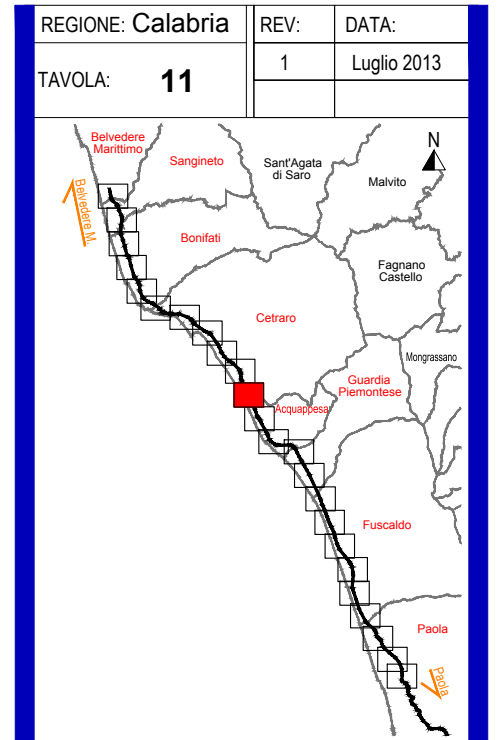 REGIONE: Calabria
REV:
DATA:
TAVOLA: 11
1
Luglio 2013
N
Belvedere
Marittimo
Sangineto
Sant'Agata
di Saro
Malvito
Belvedere M.
Bonifati
Fagnano
Castello
Cetraro
Mongrassano
Guardia
Piemontese
Acquappesa
Fuscaldo
Paola
Paola